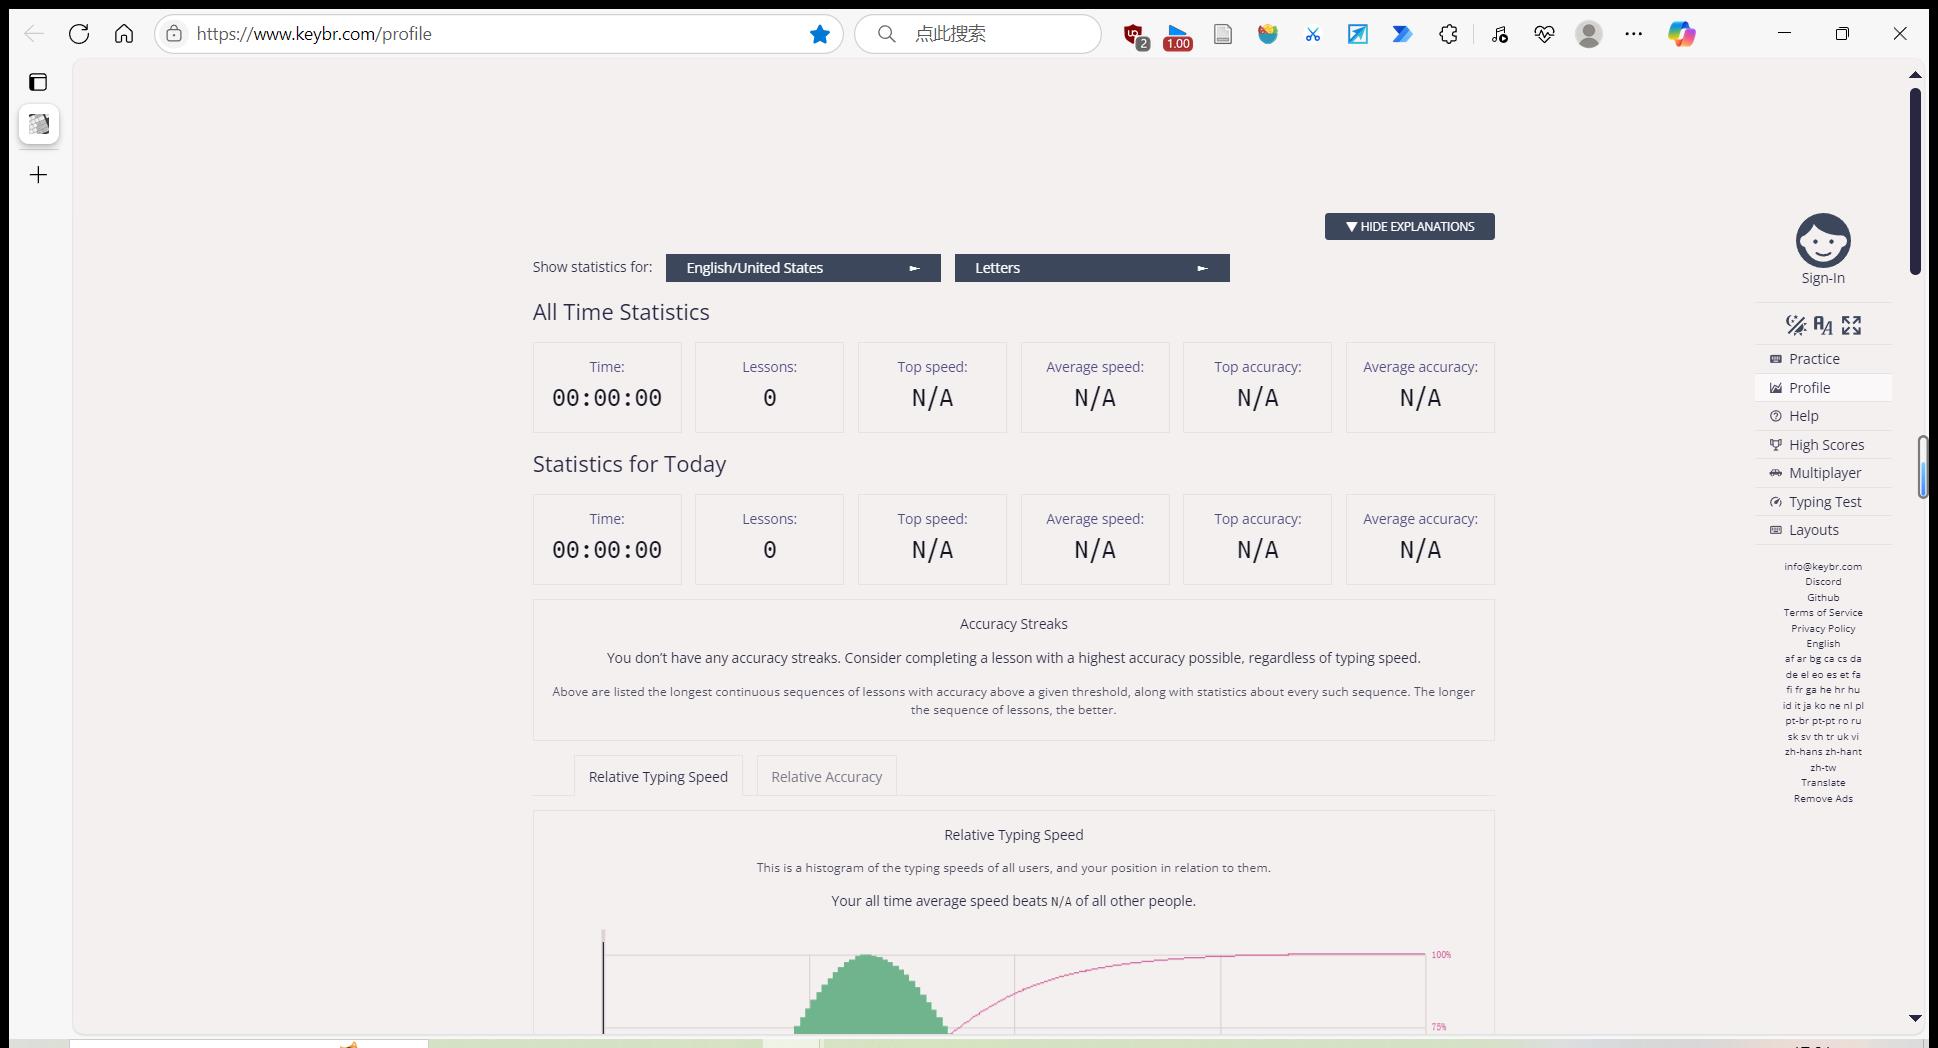 https://www.keybr.com/profile
点此搜索
2
1.00
▼ HIDE EXPLANATIONS
Show statistics for:
English/United States
Letters
All Time Statistics
Time:
00:00:00
Lessons:
0
Top speed:
N/A
Average speed:
N/A
Top accuracy:
N/A
Average accuracy:
N/A
Statistics for Today
Time:
00:00:00
Lessons:
0
Top speed:
N/A
Average speed:
N/A
Top accuracy:
N/A
Average accuracy:
N/A
Accuracy Streaks
You don’t have any accuracy streaks. Consider completing a lesson with a highest accuracy possible, regardless of typing speed.
Above are listed the longest continuous sequences of lessons with accuracy above a given threshold, along with statistics about every such sequence. The longer
the sequence of lessons, the better.
Relative Typing Speed
Relative Accuracy
Relative Typing Speed
This is a histogram of the typing speeds of all users, and your position in relation to them.
Your all time average speed beats N/A of all other people.
100%
75%
Sign-In
Practice
Profile
Help
High Scores
Multiplayer
Typing Test
Layouts
info@keybr.com
Discord
Github
Terms of Service
Privacy Policy
English
af ar bg ca cs da
de el eo es et fa
fi fr ga he hr hu
id it ja ko ne nl pl
pt-br pt-pt ro ru
sk sv th tr uk vi
zh-hans zh-hant
zh-tw
Translate
Remove Ads